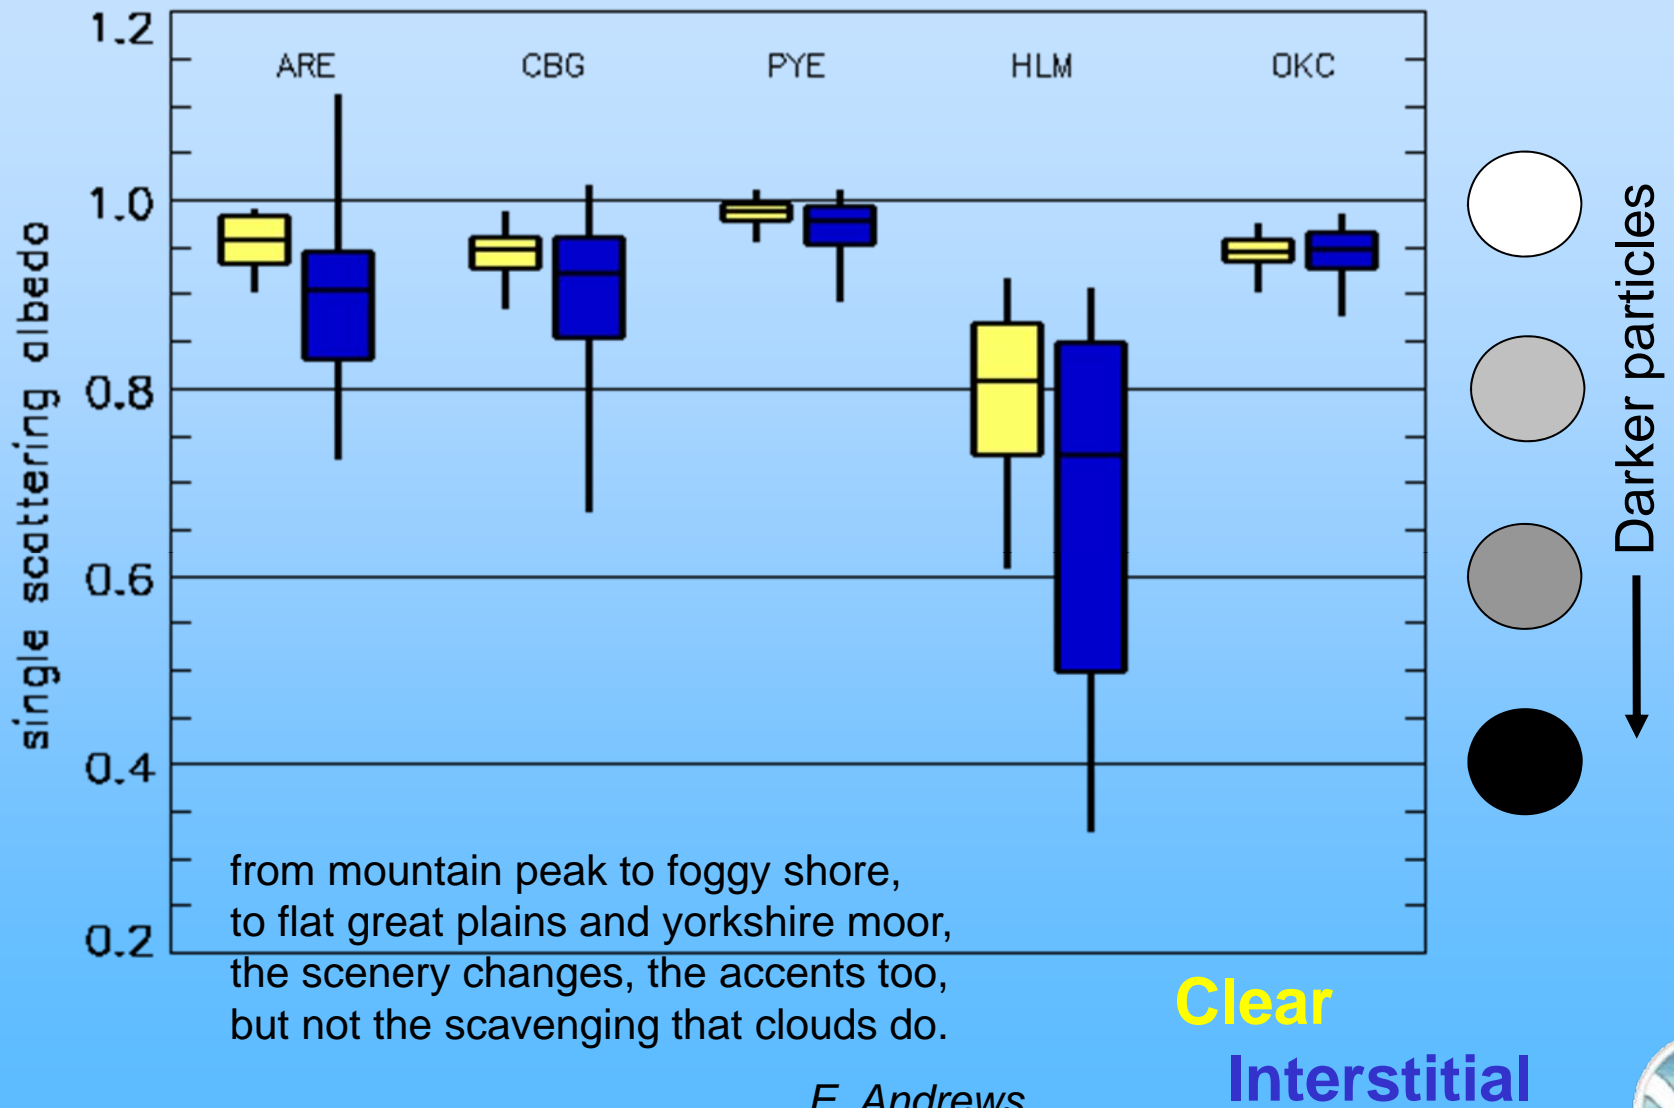 1.2
ARE CBG PYE HLM OKC
1.0
0.8
0.6
0.4
0.2
single scattering albedo
Darker particles
from mountain peak to foggy shore,
to flat great plains and yorkshire moor,
the scenery changes, the accents too,
but not the scavenging that clouds do.
E. Andrews
Clear
Interstitial